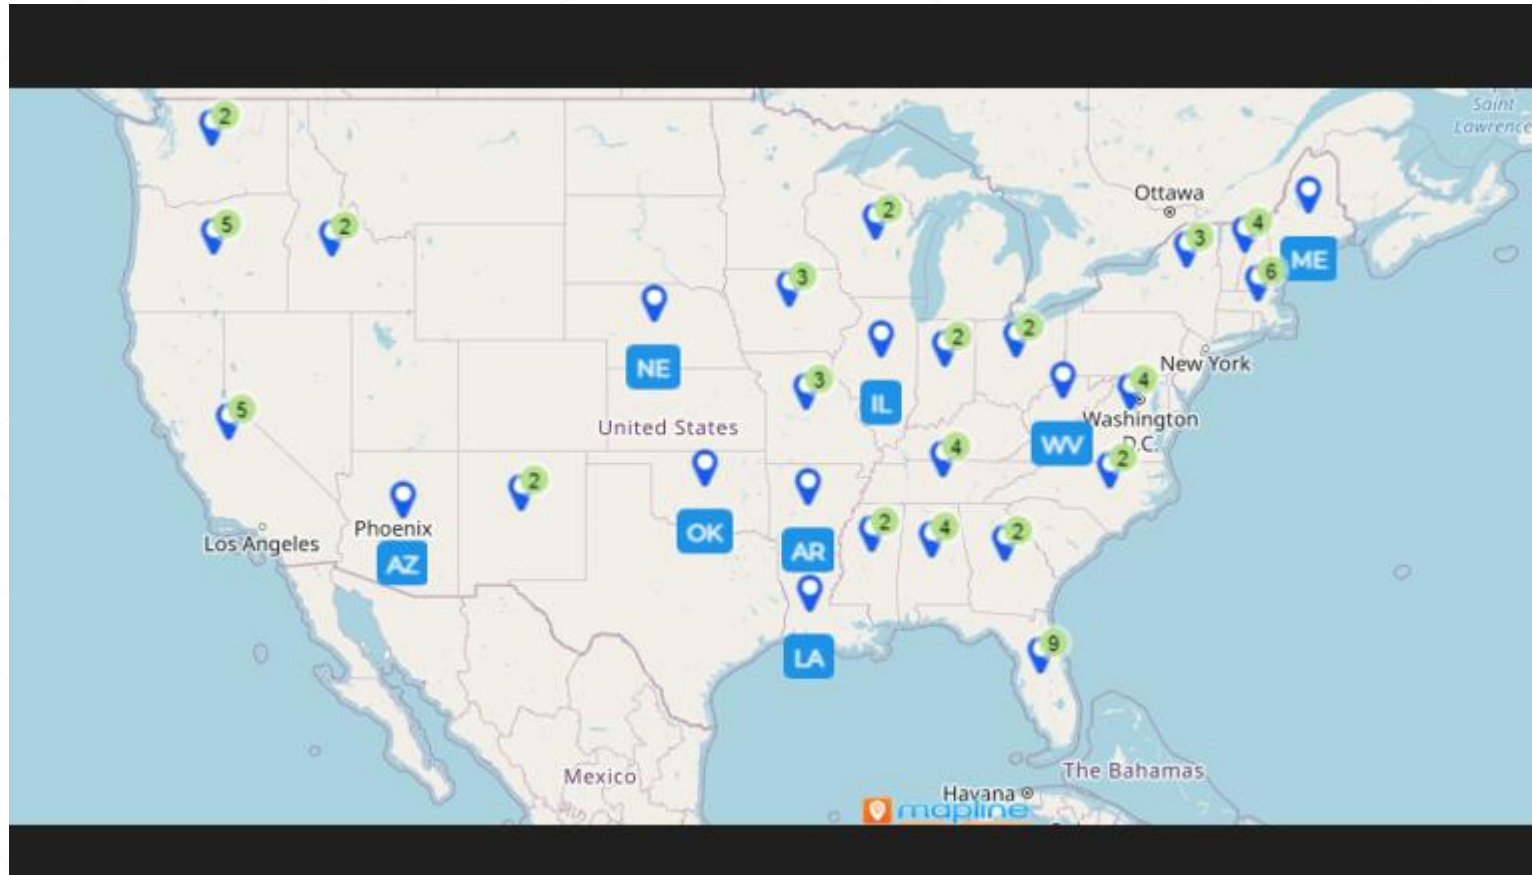 Saint
Lawrence
2
Ottawa
5
2
2
3
4
ME
6
3
NE
2
2
New York
IL
3
4
Washington
D.C.
5
United States
WV
4
2
2
Phoenix
AZ
Los Angeles
OK
AR
2
4
2
LA
9
Mexico
The Bahamas
Havana
mapline